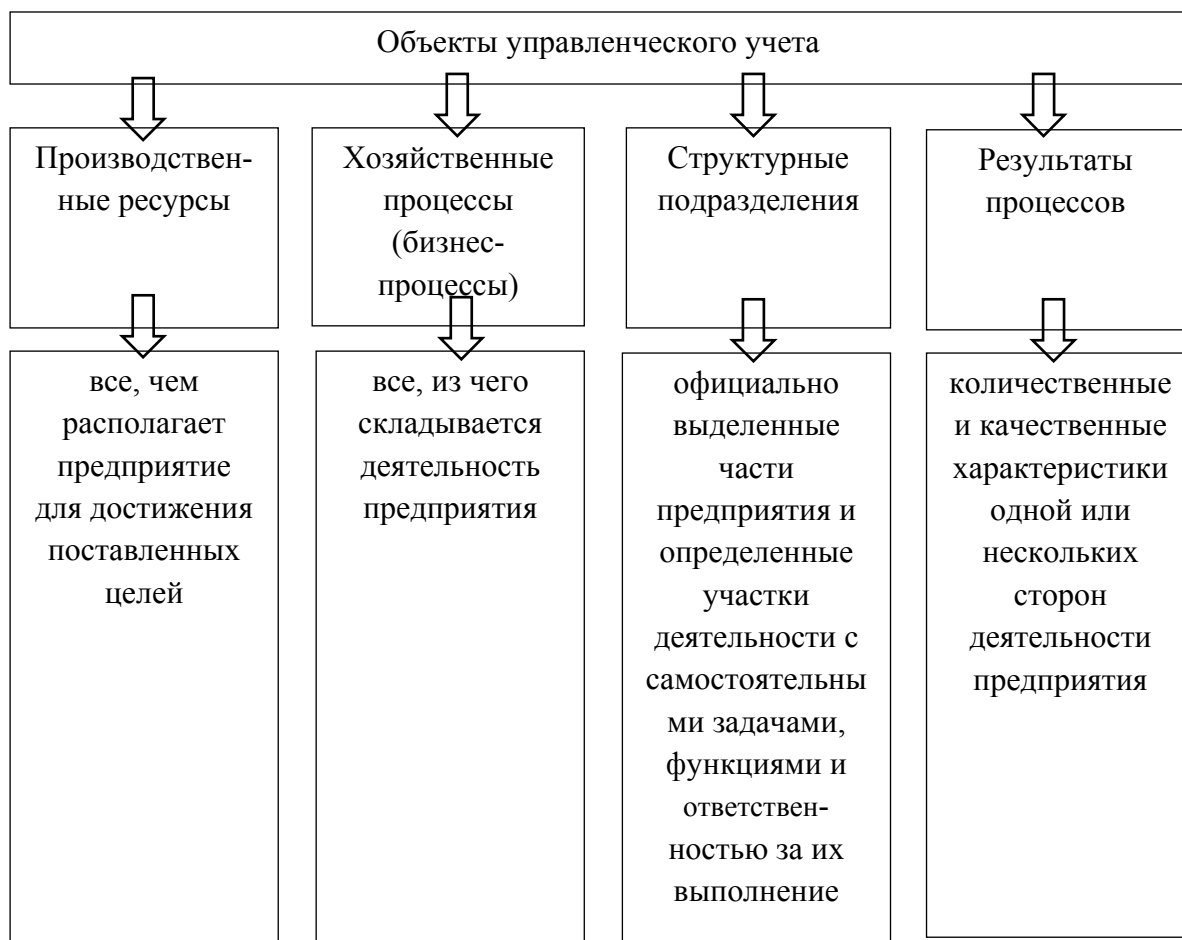 Объекты управленческого учета
Производствен-
ные ресурсы
Хозяйственные
процессы
(бизнес-
процессы)
Структурные
подразделения
Результаты
процессов
все, чем
располагает
предприятие
для достижения
поставленных
целей
все, из чего
складывается
деятельность
предприятия
официально
выделенные
части
предприятия и
определенные
участки
деятельности с
самостоятельны
ми задачами,
функциями и
ответствен-
ностью за их
выполнение
количественные
и качественные
характеристики
одной или
нескольких
сторон
деятельности
предприятия